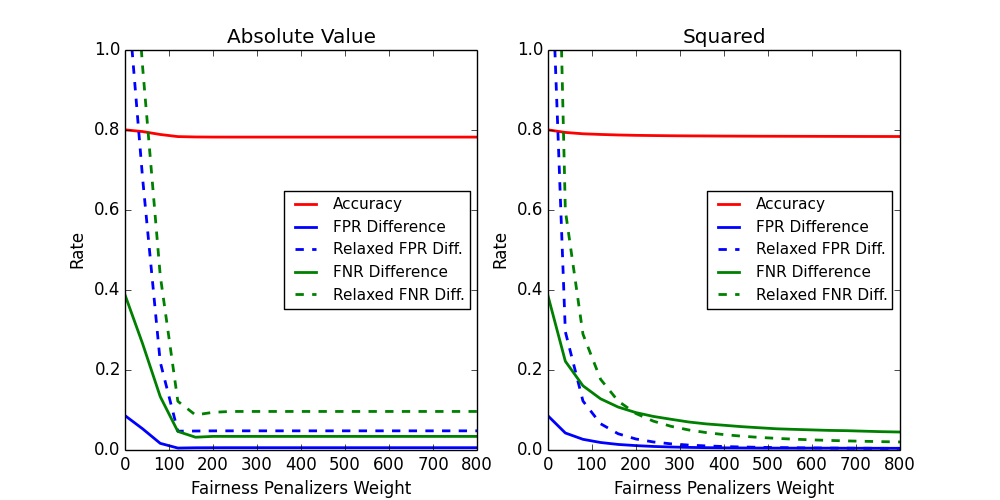 Absolute Value
1.0
0.8
0.6
0.4
0.2
0.0
Rate
Accuracy
FPR Difference
Relaxed FPR Diff.
FNR Difference
Relaxed FNR Diff.
0 100 200 300 400 500 600 700 800
Fairness Penalizers Weight
Squared
1.0
0.8
0.6
0.4
0.2
0.0
Rate
Accuracy
FPR Difference
Relaxed FPR Diff.
FNR Difference
Relaxed FNR Diff.
0 100 200 300 400 500 600 700 800
Fairness Penalizers Weight